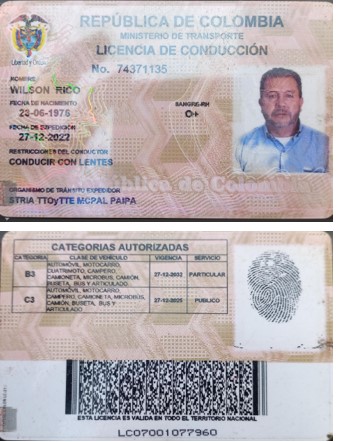 REPÚBLICA DE COLOMBIA
MINISTERIO DE TRANSPORTE
LICENCIA DE CONDUCCIÓN
Libertad y Orden
No. 74371135
NOMBRE
WILSON RICO
FECHA DE NACIMIENTO
23-06-1975
SANGRE-RH
O+
FECHA DE EXPEDICIÓN
27-12-2022
RESTRICCIONES DEL CONDUCTOR
CONDUCIR CON LENTES
República de Colombia
ORGANISMO DE TRÁNSITO EXPEDIDOR
STRIA TTOyTTE MCPAL PAIPA
CATEGORIAS AUTORIZADAS
CATEGORIA CLASE DE VEHICULO VIGENCIA SERVICIO
AUTOMÓVIL, MOTOCARRO,
CUATRIMOTO, CAMPERO,
B3 CAMIONETA, MICROBUS, CAMIÓN, 27-12-2032 PARTICULAR
BUSETA, BUS Y ARTICULADO
AUTOMÓVIL, MOTOCARRO,
C3 CAMPERO, CAMIONETA, MICROBUS, 27-12-2025 PUBLICO
CAMIÓN, BUSETA, BUS Y
ARTICULADO
ESTA LICENCIA ES VALIDA EN TODO EL TERRITORIO NACIONAL
LC07001077960